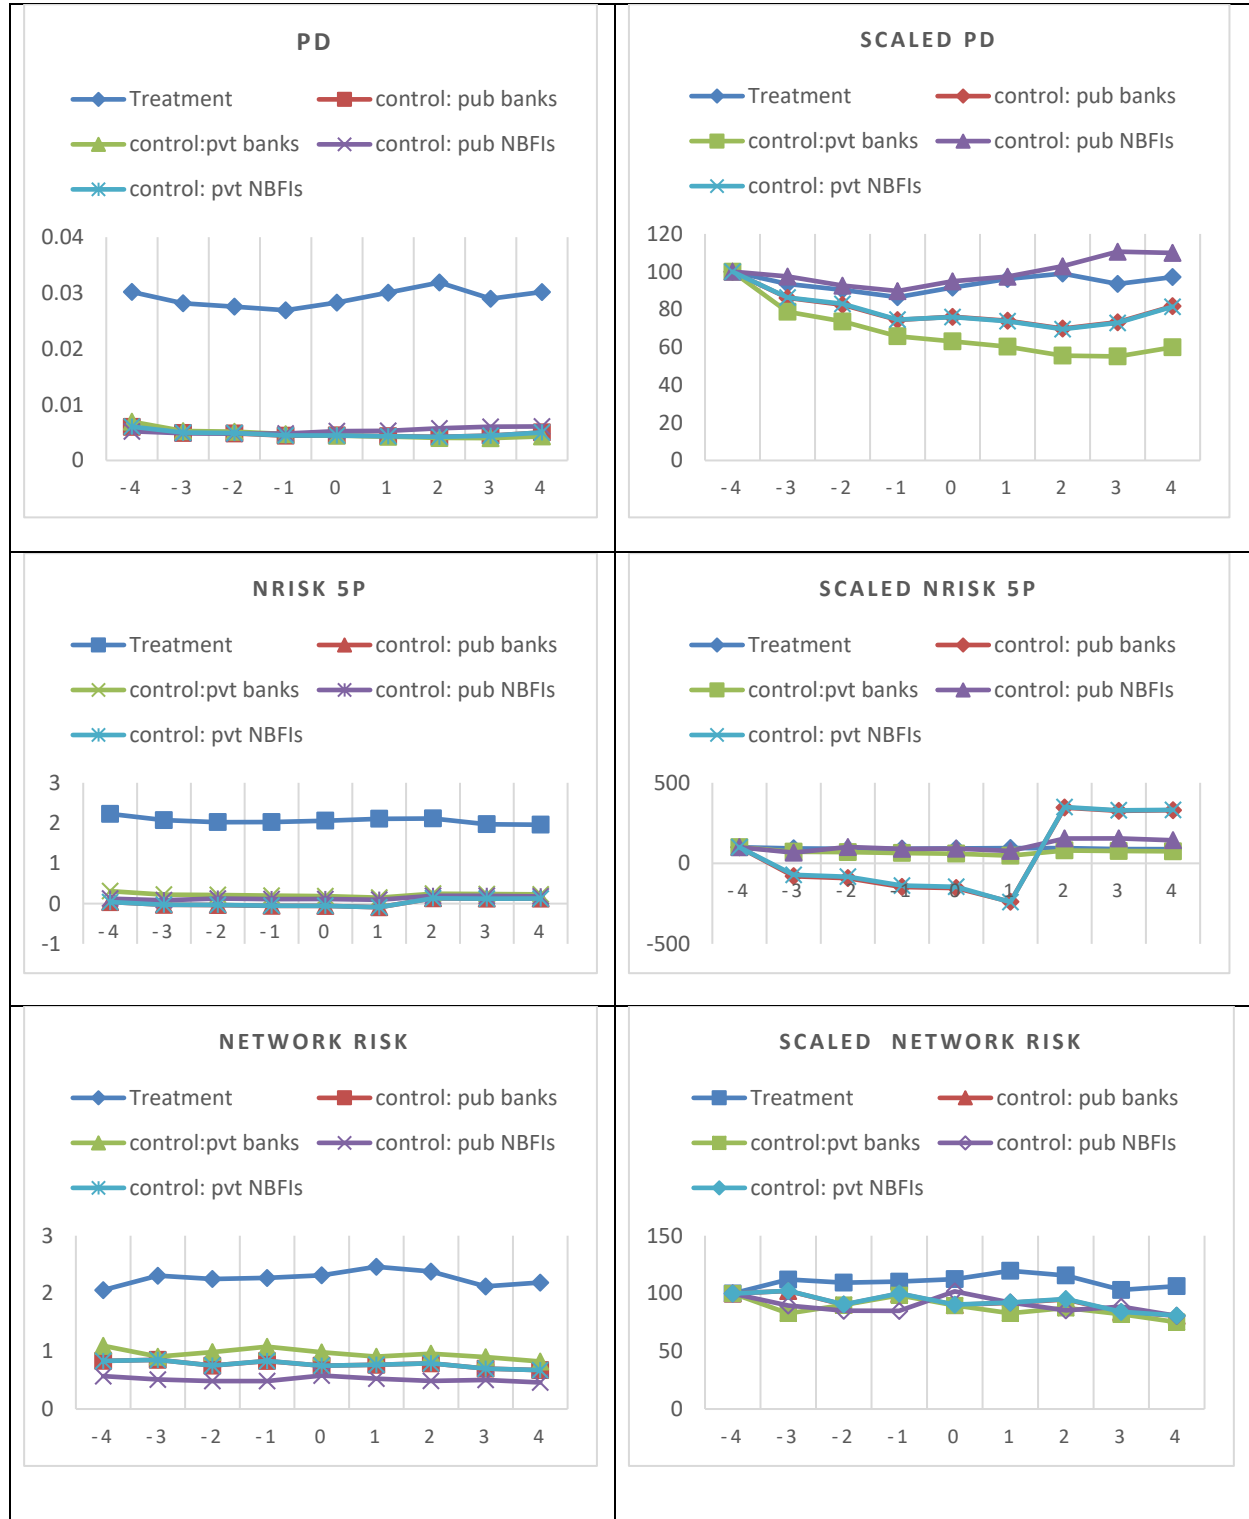 PD
Treatment
control: pub banks
control:pvt banks
control: pub NBFIs
control: pvt NBFIs
0.04
0.03
0.02
0.01
0
-4 -3 -2 -1 0 1 2 3 4
SCALED PD
Treatment
control: pub banks
control:pvt banks
control: pub NBFIs
control: pvt NBFIs
120
100
80
60
40
20
0
-4 -3 -2 -1 0 1 2 3 4
NRISK 5P
Treatment
control: pub banks
control:pvt banks
control: pub NBFIs
control: pvt NBFIs
3
2
1
0
-1
-4 -3 -2 -1 0 1 2 3 4
SCALED NRISK 5P
Treatment
control: pub banks
control:pvt banks
control: pub NBFIs
control: pvt NBFIs
500
0
-500
-4 -3 -2 -1 0 1 2 3 4
NETWORK RISK
Treatment
control: pub banks
control:pvt banks
control: pub NBFIs
control: pvt NBFIs
3
2
1
0
-4 -3 -2 -1 0 1 2 3 4
SCALED NETWORK RISK
Treatment
control: pub banks
control:pvt banks
control: pub NBFIs
control: pvt NBFIs
150
100
50
0
-4 -3 -2 -1 0 1 2 3 4